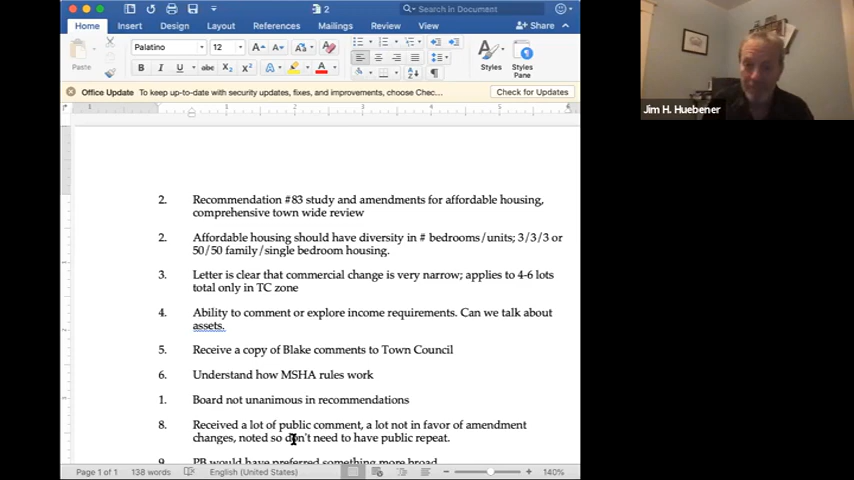 2
Search in Document
Home Insert Design Layout References Mailings Review View Share
Paste
Palatino 12
Styles Styles Pane
Office Update To keep up-to-date with security updates, fixes, and improvements, choose Chec... Check for Updates
2. Recommendation #83 study and amendments for affordable housing,
comprehensive town wide review
2. Affordable housing should have diversity in # bedrooms/units; 3/3/3 or
50/50 family/single bedroom housing.
3. Letter is clear that commercial change is very narrow; applies to 4-6 lots
total only in TC zone
4. Ability to comment or explore income requirements. Can we talk about
assets.
5. Receive a copy of Blake comments to Town Council
6. Understand how MSHA rules work
1. Board not unanimous in recommendations
8. Received a lot of public comment, a lot not in favor of amendment
changes, noted so don't need to have public repeat.
9. PB would have preferred something more broad
Page 1 of 1 138 words English (United States) 140%
Jim H. Huebener